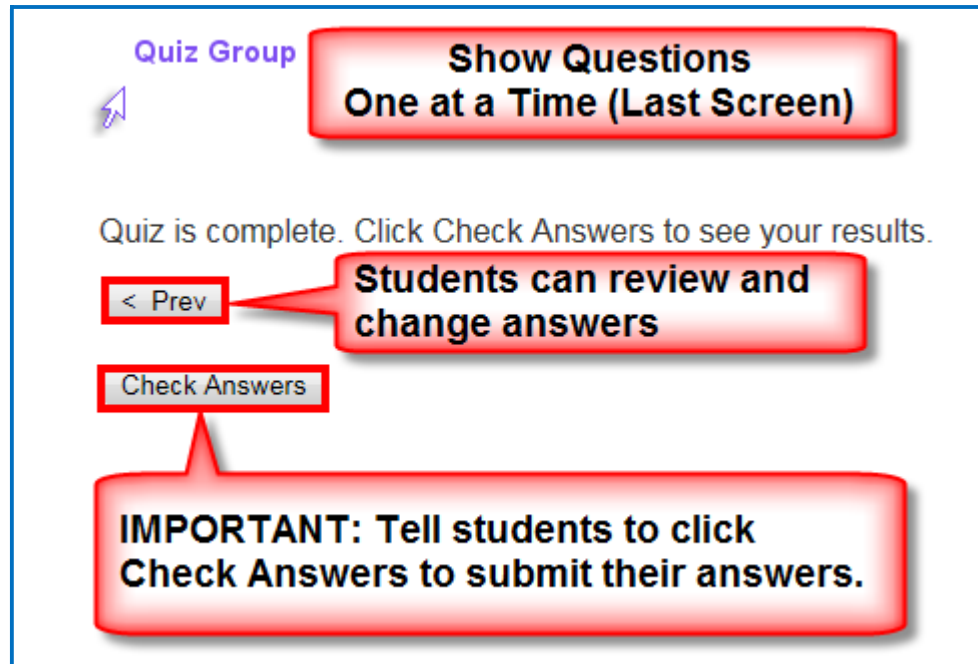 Quiz Group
Show Questions
One at a Time (Last Screen)
Quiz is complete. Click Check Answers to see your results.
< Prev
Students can review and
change answers
Check Answers
IMPORTANT: Tell students to click
Check Answers to submit their answers.